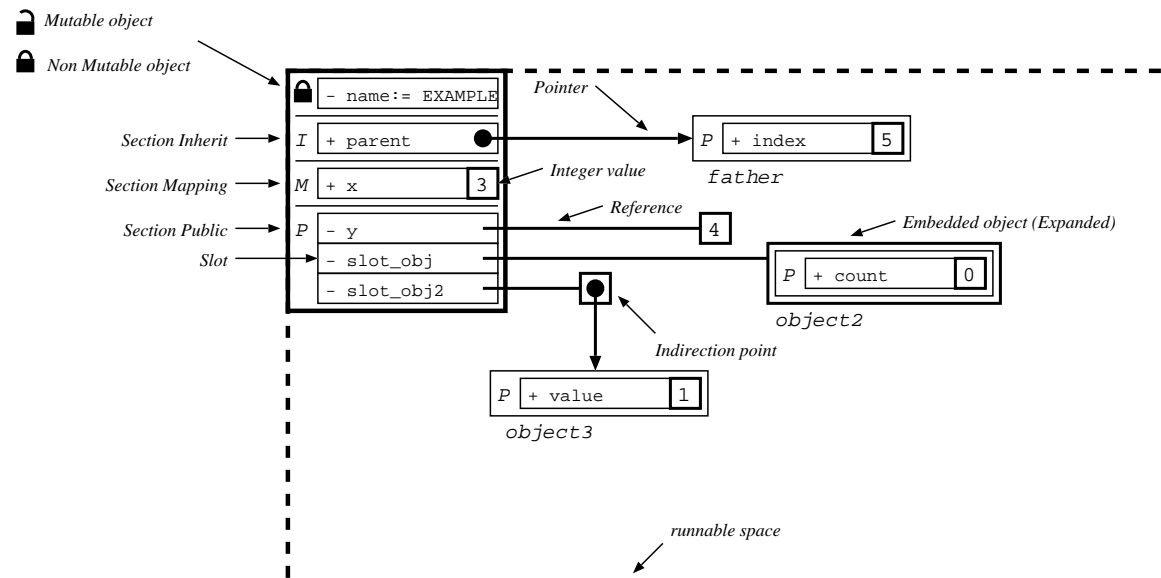 Mutable object
Non Mutable object
- name:= EXAMPLE
Pointer
Section Inherit
I + parent
P + index 5
father
Section Mapping
M + x 3
Integer value
Reference
Section Public
P - y
4
Embedded object (Expanded)
Slot
- slot_obj
P + count 0
- slot_obj2
object2
Indirection point
P + value 1
object3
runnable space